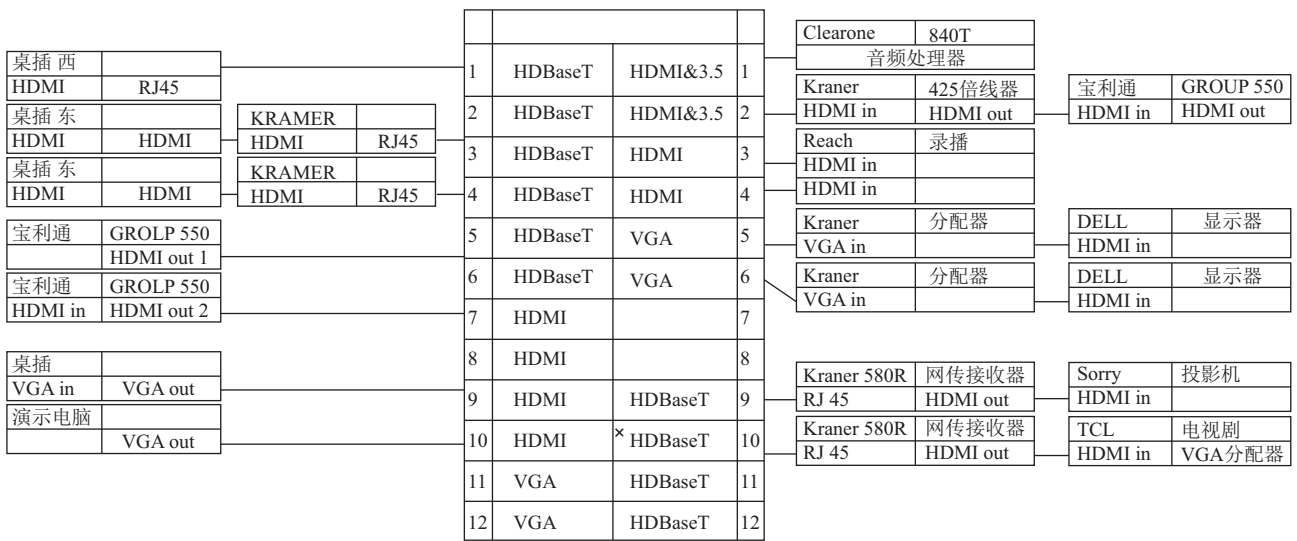 桌插 西
HDMI RJ45
桌插 东
HDMI HDMI
KRAMER
HDMI RJ45
桌插 东
HDMI HDMI
KRAMER
HDMI RJ45
宝利通 GROLP 550
HDMI out 1
宝利通 GROLP 550
HDMI in HDMI out 2
桌插
VGA in VGA out
演示电脑
VGA out
1 HDBaseT HDMI&3.5 1
2 HDBaseT HDMI&3.5 2
3 HDBaseT HDMI 3
4 HDBaseT HDMI 4
5 HDBaseT VGA 5
6 HDBaseT VGA 6
7 HDMI 7
8 HDMI 8
9 HDMI HDBaseT 9
10 HDMI × HDBaseT 10
11 VGA HDBaseT 11
12 VGA HDBaseT 12
Clearone 840T
音频处理器
Kraner 425倍线器
HDMI in HDMI out
宝利通 GROUP 550
HDMI in HDMI out
Reach 录播
HDMI in
HDMI in
Kraner 分配器
VGA in
DELL 显示器
HDMI in
Kraner 分配器
VGA in
DELL 显示器
HDMI in
Kraner 580R 网传接收器
RJ 45 HDMI out
Sorry 投影机
HDMI in
Kraner 580R 网传接收器
RJ 45 HDMI out
TCL 电视剧
HDMI in VGA分配器